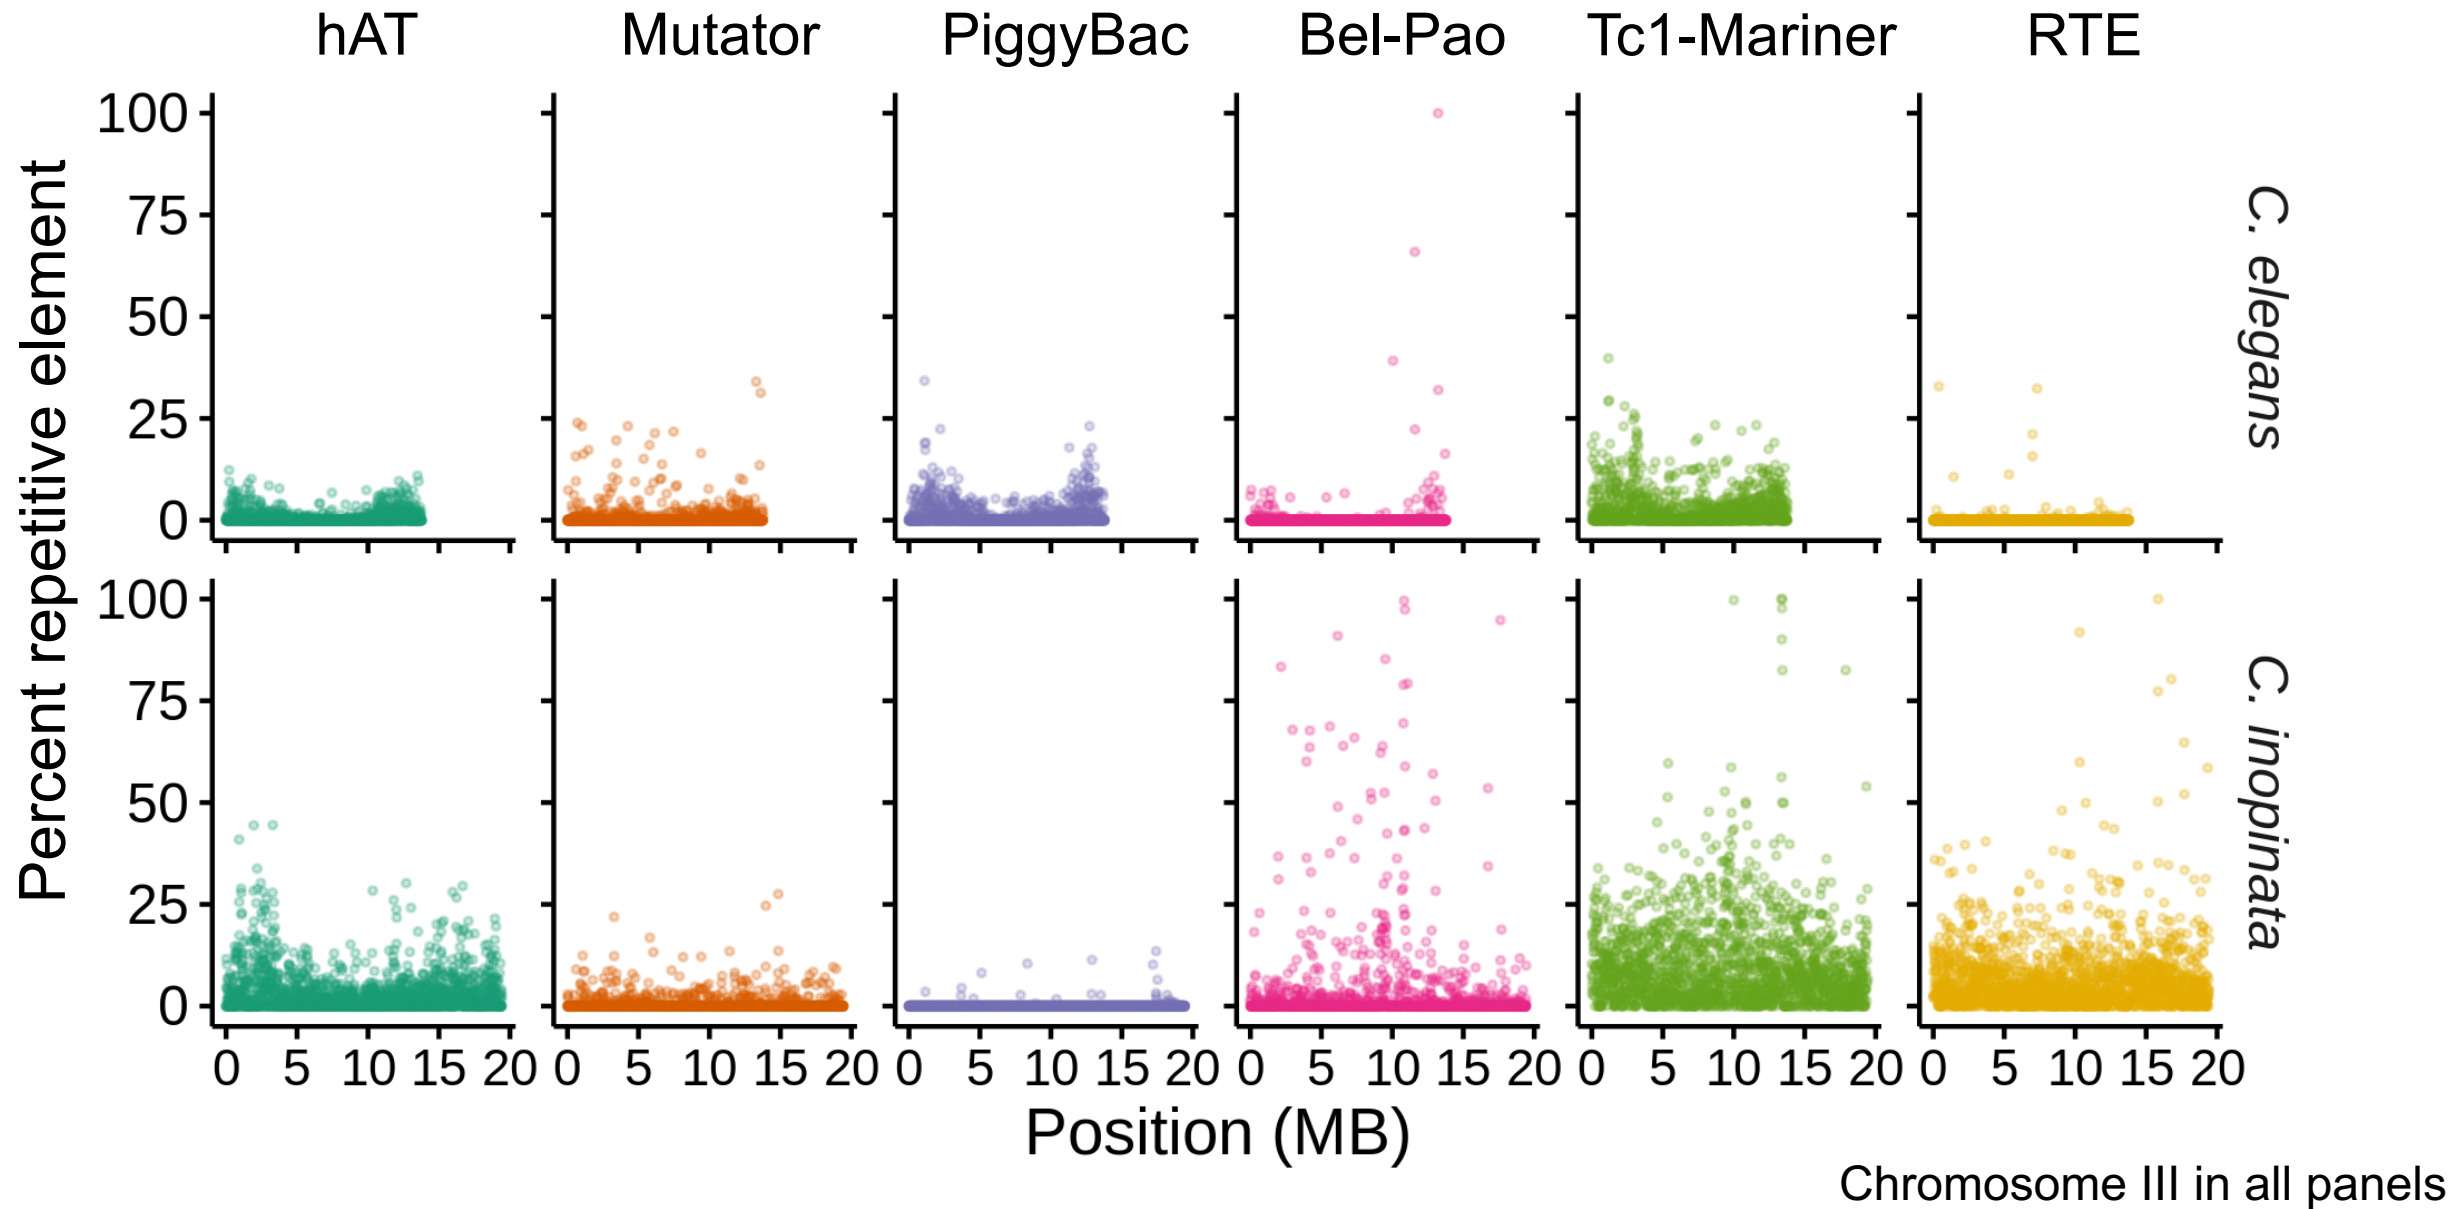 hAT Mutator PiggyBac Bel-Pao Tc1-Mariner RTE
Percent repetitive element
100
75
50
25
0
C. elegans
100
75
50
25
0
C. inopinata
0 5 10 15 20 0 5 10 15 20 0 5 10 15 20 0 5 10 15 20 0 5 10 15 20 0 5 10 15 20
Position (MB)
Chromosome III in all panels